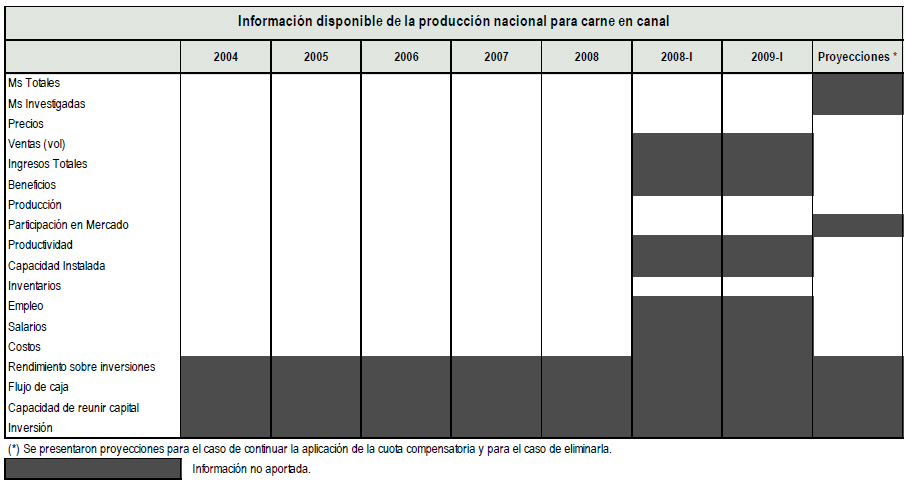 Información disponible de la producción nacional para carne en canal
2004 2005 2006 2007 2008 2008-I 2009-I Proyecciones *
Ms Totales
Ms Investigadas
Precios
Ventas (vol)
Ingresos Totales
Beneficios
Producción
Participación en Mercado
Productividad
Capacidad Instalada
Inventarios
Empleo
Salarios
Costos
Rendimiento sobre inversiones
Flujo de caja
Capacidad de reunir capital
Inversión
(*) Se presentaron proyecciones para el caso de continuar la aplicación de la cuota compensatoria y para el caso de eliminarla.
Información no aportada.